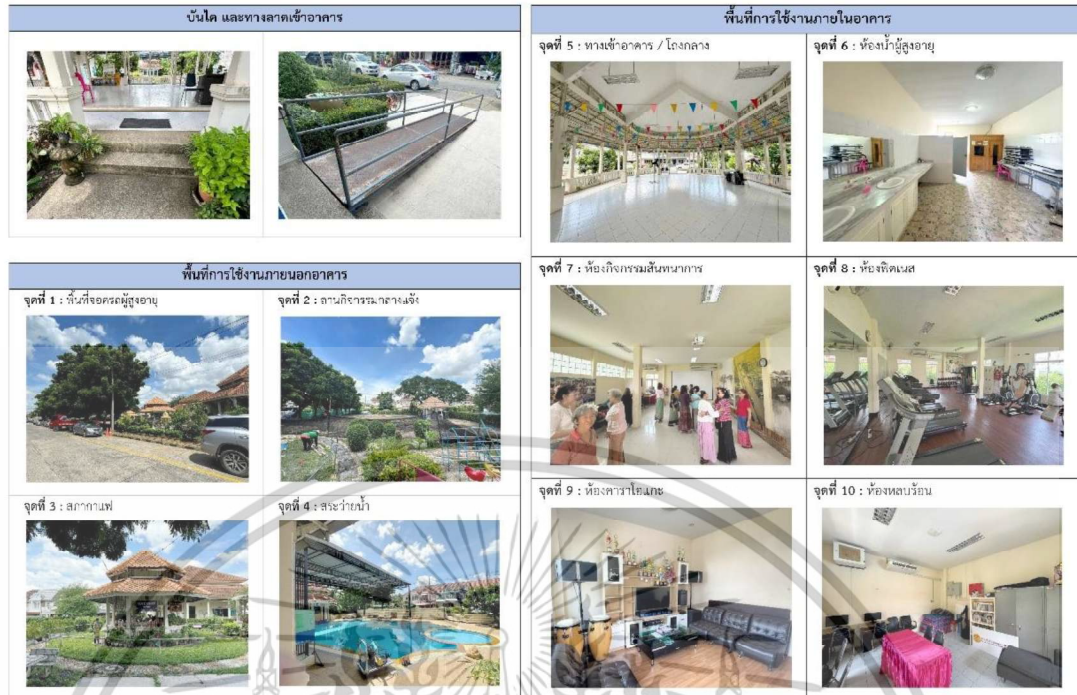 บันได และทางลาดเข้าอาคาร
พื้นที่การใช้งานภายนอกอาคาร
จุดที่ 1 : พื้นที่จอดรถผู้สูงอายุ
จุดที่ 2 : ลานกิจกรรมกลางแจ้ง
จุดที่ 3 : สภากาแฟ
จุดที่ 4 : สระว่ายน้ำ
พื้นที่การใช้งานภายในอาคาร
จุดที่ 5 : ทางเข้าอาคาร / โถงกลาง
จุดที่ 6 : ห้องน้ำผู้สูงอายุ
จุดที่ 7 : ห้องกิจกรรมสันทนาการ
จุดที่ 8 : ห้องฟิตเนส
จุดที่ 9 : ห้องคาราโอเกะ
จุดที่ 10 : ห้องหลบร้อน